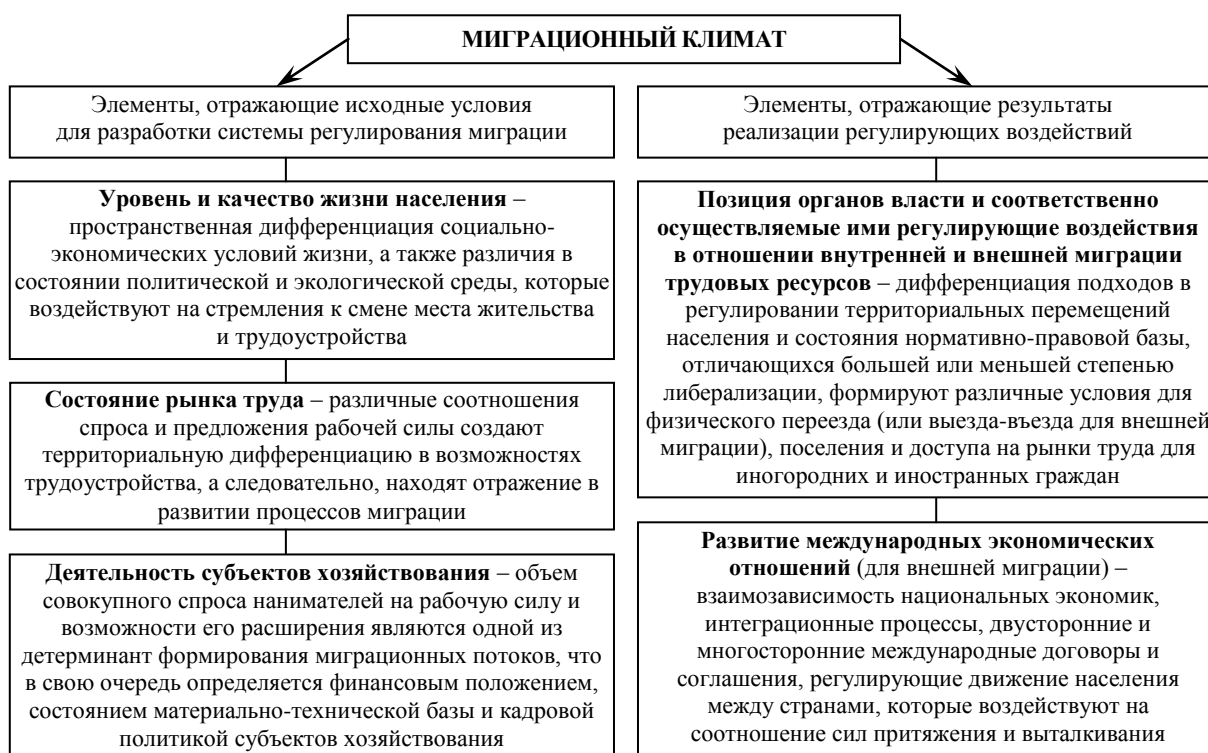 МИГРАЦИОННЫЙ КЛИМАТ
Элементы, отражающие исходные условия
для разработки системы регулирования миграции
Уровень и качество жизни населения –
пространственная дифференциация социально-
экономических условий жизни, а также различия в
состоянии политической и экологической среды, которые
воздействуют на стремления к смене места жительства
и трудоустройства
Состояние рынка труда – различные соотношения
спроса и предложения рабочей силы создают
территориальную дифференциацию в возможностях
трудоустройства, а следовательно, находят отражение в
развитии процессов миграции
Деятельность субъектов хозяйствования – объем
совокупного спроса нанимателей на рабочую силу и
возможности его расширения являются одной из
детерминант формирования миграционных потоков, что
в свою очередь определяется финансовым положением,
состоянием материально-технической базы и кадровой
политикой субъектов хозяйствования
Элементы, отражающие результаты
реализации регулирующих воздействий
Позиция органов власти и соответственно
осуществляемые ими регулирующие воздействия
в отношении внутренней и внешней миграции
трудовых ресурсов – дифференциация подходов в
регулировании территориальных перемещений
населения и состояния нормативно-правовой базы,
отличающихся большей или меньшей степенью
либерализации, формируют различные условия для
физического переезда (или выезда-въезда для внешней
миграции), поселения и доступа на рынки труда для
иногородних и иностранных граждан
Развитие международных экономических
отношений (для внешней миграции) –
взаимозависимость национальных экономик,
интеграционные процессы, двусторонние и
многосторонние международные договоры и
соглашения, регулирующие движение населения
между странами, которые воздействуют на
соотношение сил притяжения и выталкивания